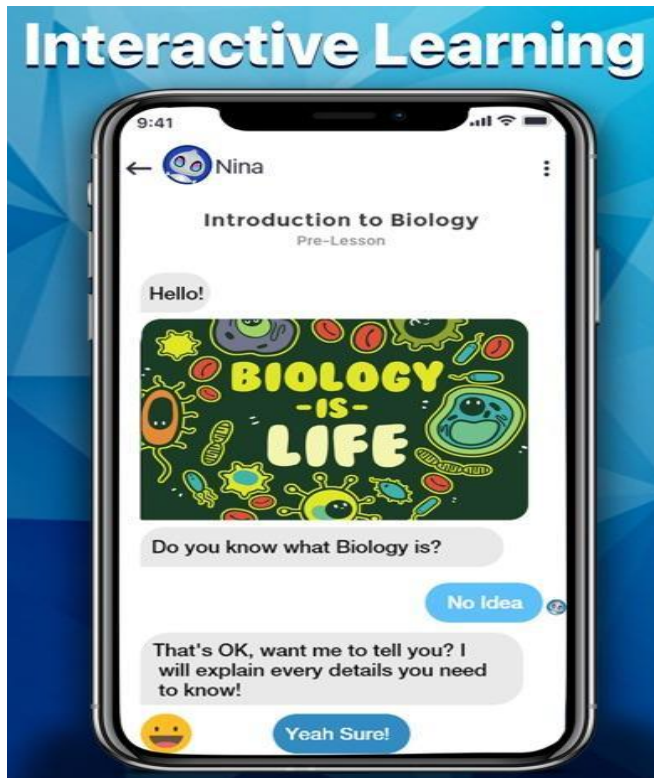 Interactive Learning
9:41
Nina
Introduction to Biology
Pre-Lesson
Hello!
BIOLOGY
-IS-
LIFE
Do you know what Biology is?
No Idea
That's OK, want me to tell you? I
will explain every details you need
to know!
Yeah Sure!